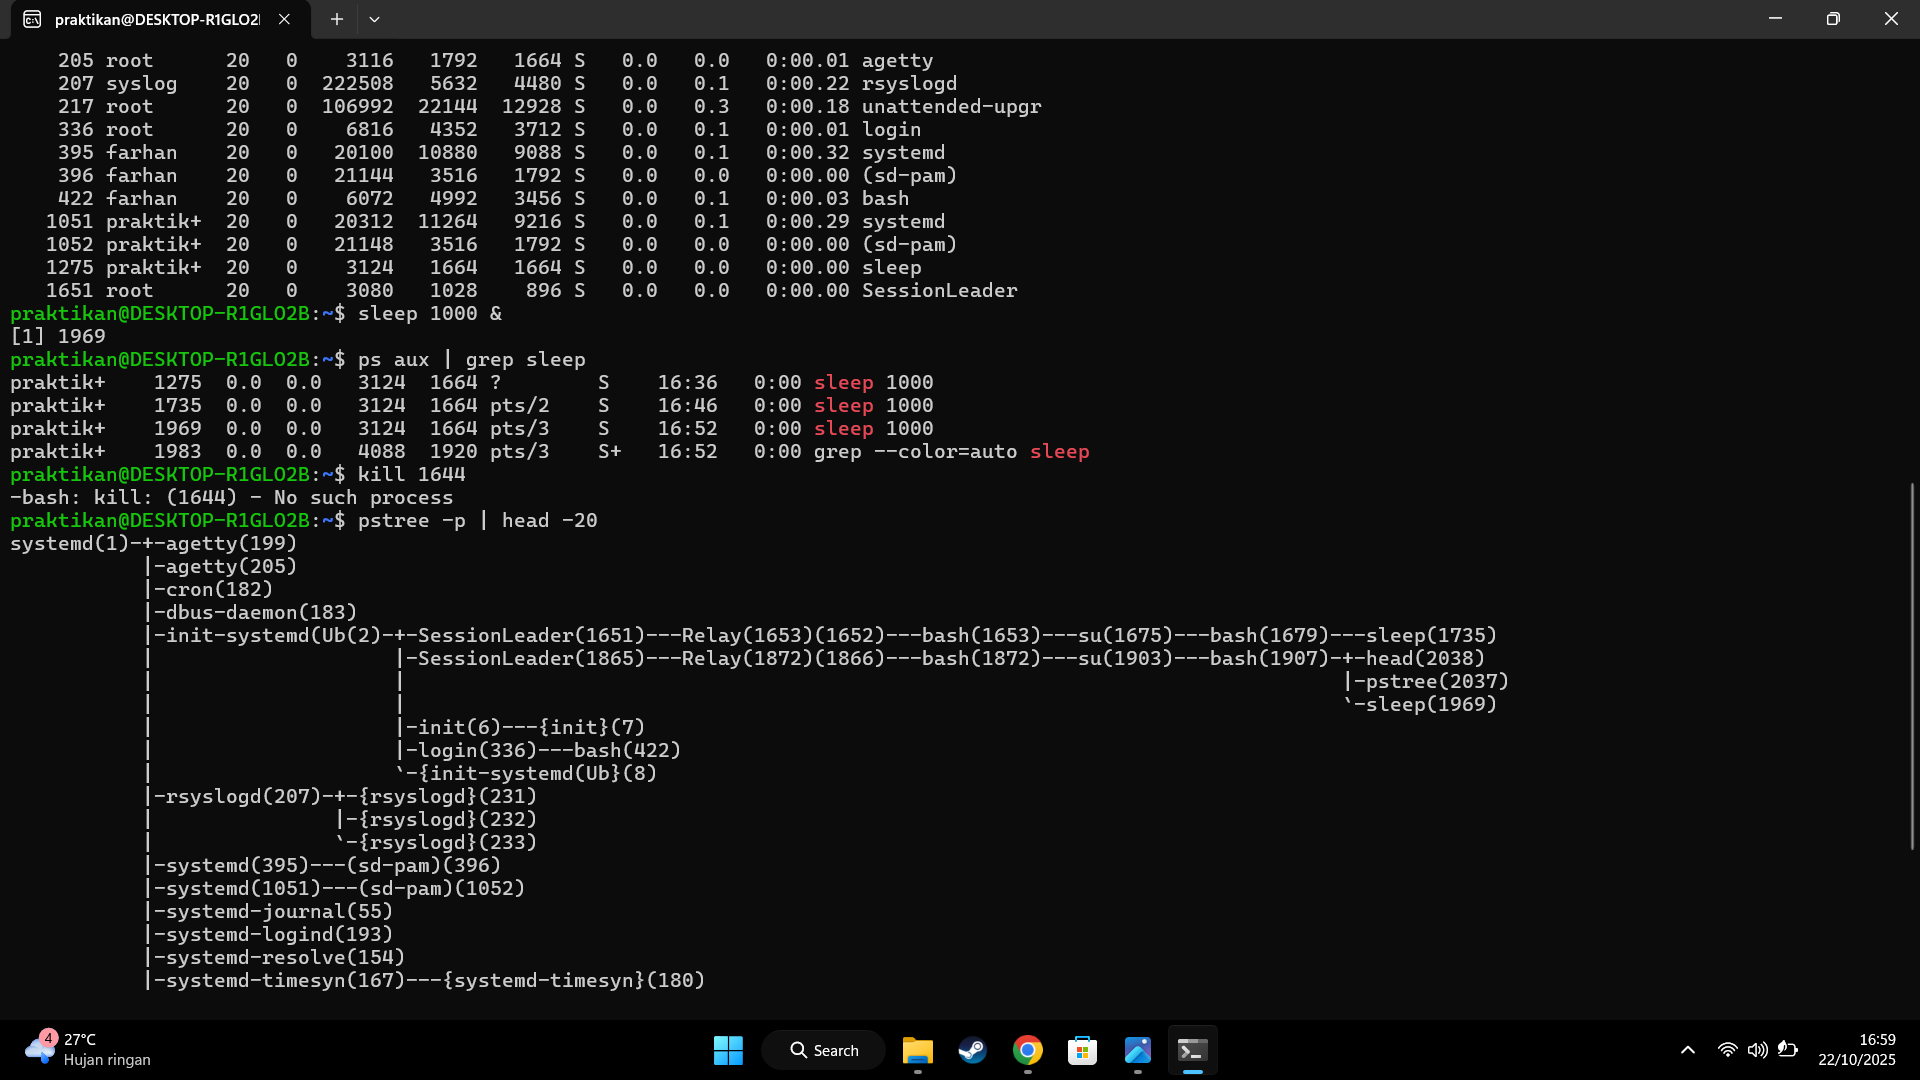 praktikan@DESKTOP-R1GLO2
    205 root      20   0    3116   1792   1664 S   0.0   0.0   0:00.01 agetty
    207 syslog    20   0  222508   5632   4480 S   0.0   0.1   0:00.22 rsyslogd
    217 root      20   0  106992  22144  12928 S   0.0   0.3   0:00.18 unattended-upgr
    336 root      20   0    6816   4352   3712 S   0.0   0.1   0:00.01 login
    395 farhan    20   0   20100  10880   9088 S   0.0   0.1   0:00.32 systemd
    396 farhan    20   0   21144   3516   1792 S   0.0   0.0   0:00.00 (sd-pam)
    422 farhan    20   0    6072   4992   3456 S   0.0   0.1   0:00.03 bash
   1051 praktik+  20   0   20312  11264   9216 S   0.0   0.1   0:00.29 systemd
   1052 praktik+  20   0   21148   3516   1792 S   0.0   0.0   0:00.00 (sd-pam)
   1275 praktik+  20   0    3124   1664   1664 S   0.0   0.0   0:00.00 sleep
   1651 root      20   0    3080   1028    896 S   0.0   0.0   0:00.00 SessionLeader
praktikan@DESKTOP-R1GLO2B:~$ sleep 1000 &
[1] 1969
praktikan@DESKTOP-R1GLO2B:~$ ps aux | grep sleep
praktik+    1275  0.0  0.0   3124  1664 ?        S    16:36   0:00 sleep 1000
praktik+    1735  0.0  0.0   3124  1664 pts/2    S    16:46   0:00 sleep 1000
praktik+    1969  0.0  0.0   3124  1664 pts/3    S    16:52   0:00 sleep 1000
praktik+    1983  0.0  0.0   4088  1920 pts/3    S+   16:52   0:00 grep --color=auto sleep
praktikan@DESKTOP-R1GLO2B:~$ kill 1644
-bash: kill: (1644) - No such process
praktikan@DESKTOP-R1GLO2B:~$ pstree -p | head -20
systemd(1)-+-agetty(199)
           |-agetty(205)
           |-cron(182)
           |-dbus-daemon(183)
           |-init-systemd(Ub(2)-+-SessionLeader(1651)---Relay(1653)(1652)---bash(1653)---su(1675)---bash(1679)---sleep(1735)
           |                    |-SessionLeader(1865)---Relay(1872)(1866)---bash(1872)---su(1903)---bash(1907)-+-head(2038)
           |                    |                                                                              |-pstree(2037)
           |                    |                                                                              `-sleep(1969)
           |                    |-init(6)---{init}(7)
           |                    |-login(336)---bash(422)
           |                    `-{init-systemd(Ub}(8)
           |-rsyslogd(207)-+-{rsyslogd}(231)
           |               |-{rsyslogd}(232)
           |               `-{rsyslogd}(233)
           |-systemd(395)---(sd-pam)(396)
           |-systemd(1051)---(sd-pam)(1052)
           |-systemd-journal(55)
           |-systemd-logind(193)
           |-systemd-resolve(154)
           |-systemd-timesyn(167)---{systemd-timesyn}(180)
4
27°C
Hujan ringan
Search
16:59
22/10/2025